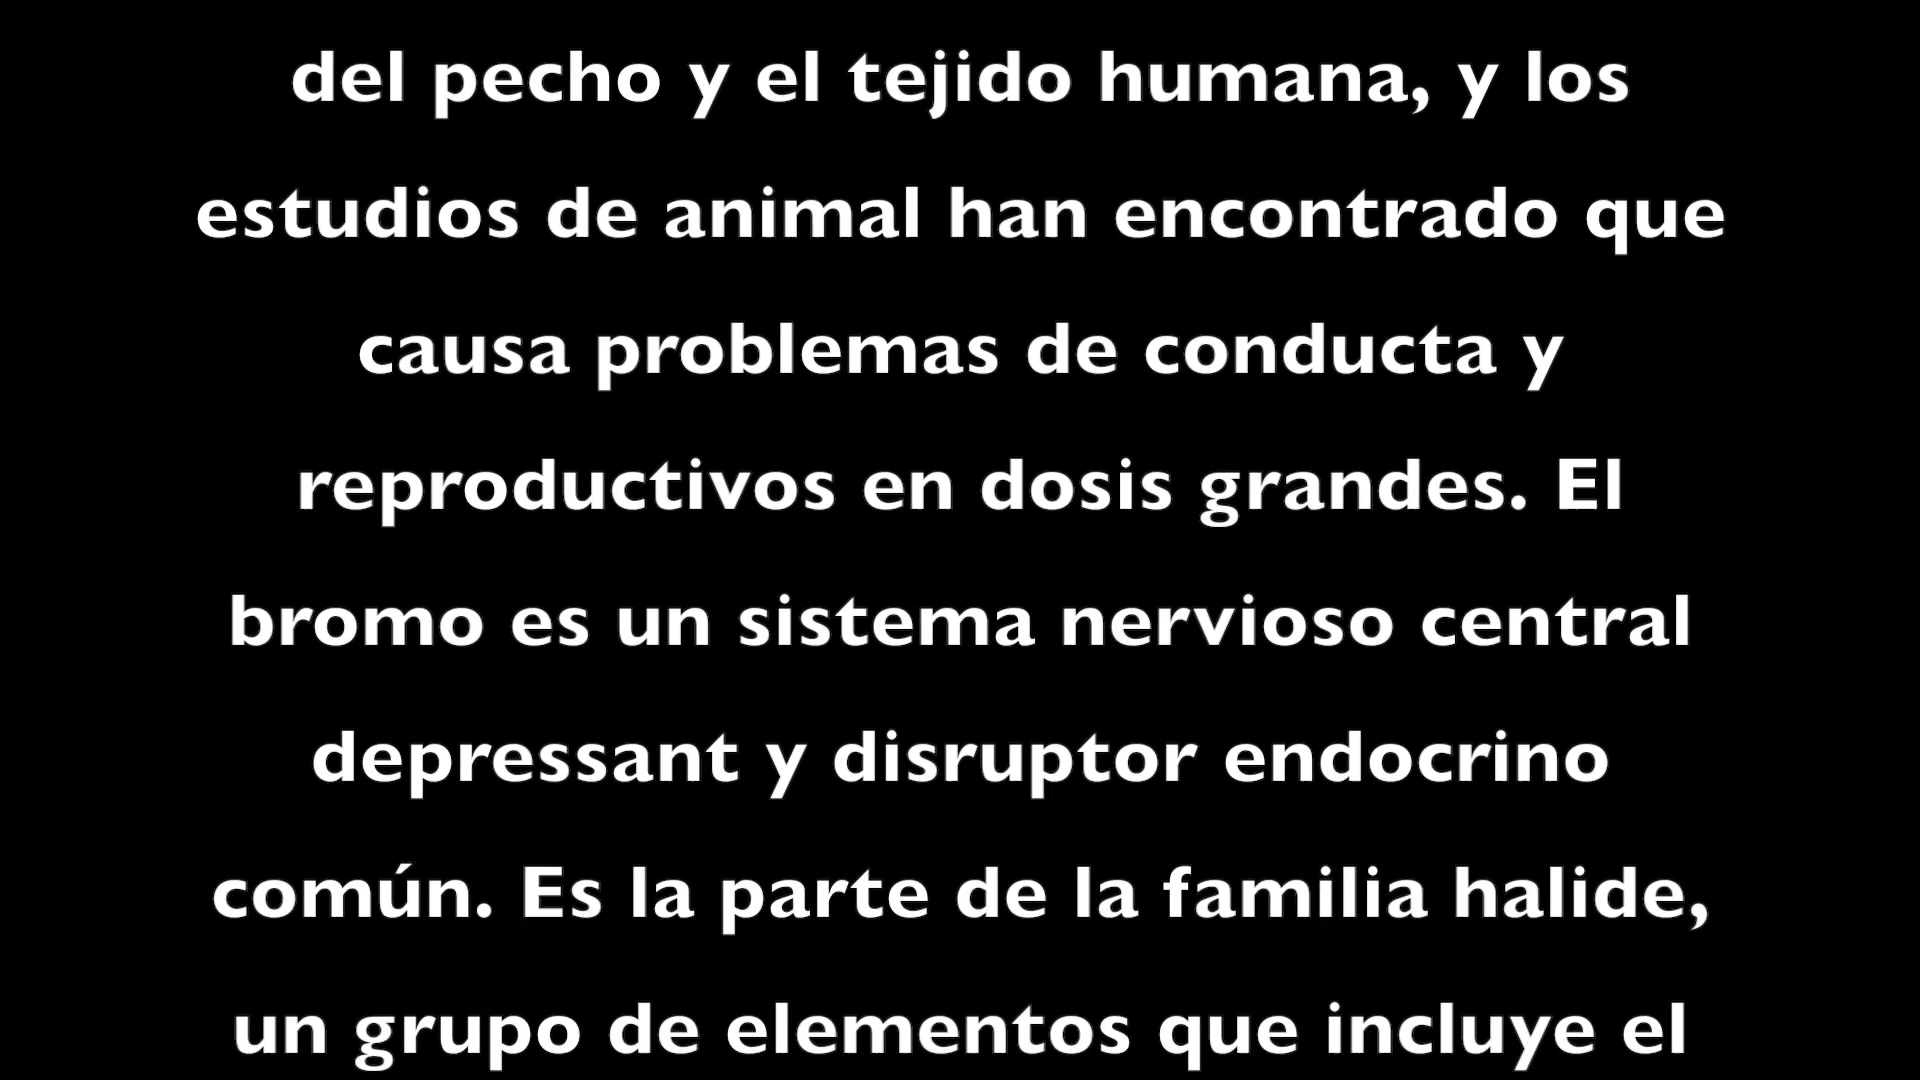 del pecho y el tejido humana, y los
estudios de animal han encontrado que
causa problemas de conducta y
reproductivos en dosis grandes. El
bromo es un sistema nervioso central
depressant y disruptor endocrino
común. Es la parte de la familia halide,
un grupo de elementos que incluye el